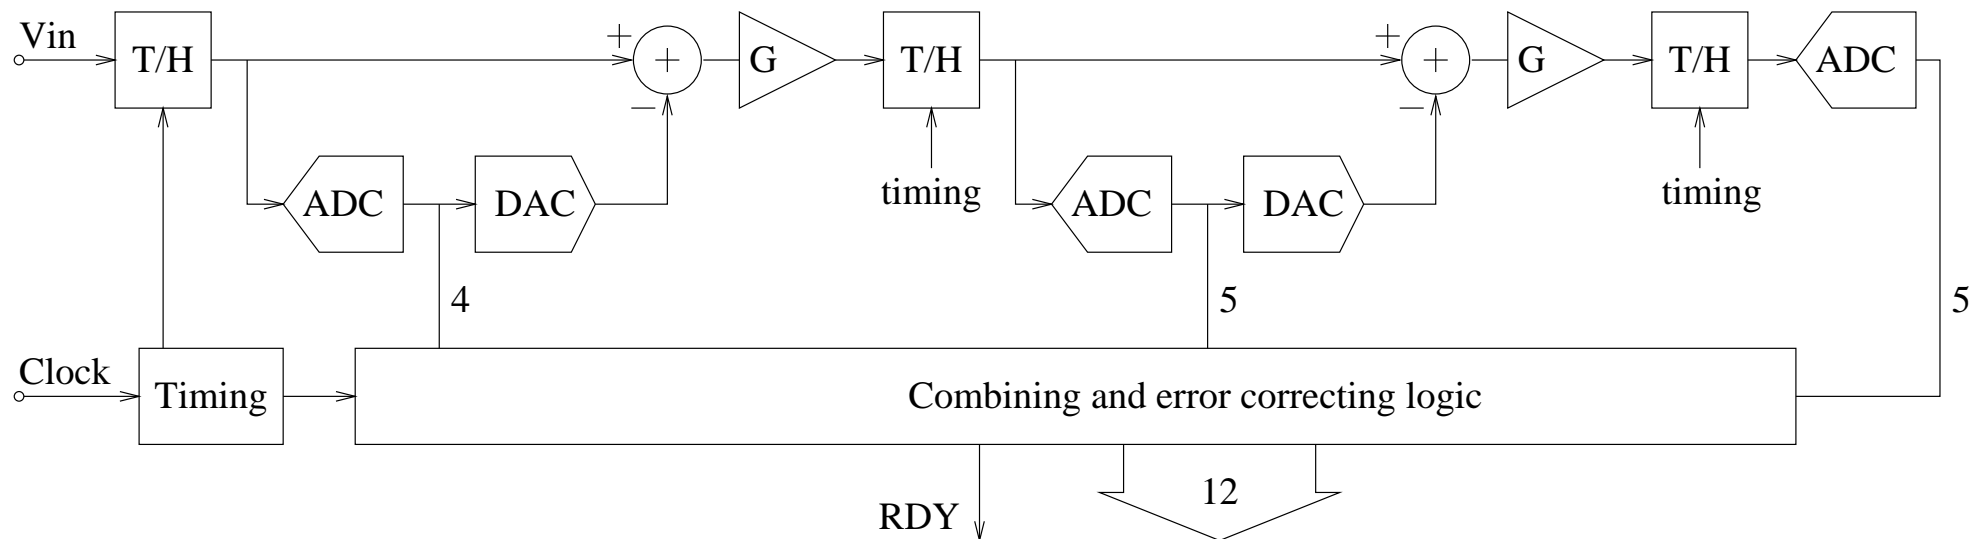 Vin
T/H
+
−
+
G
T/H
+
−
+
G
T/H
ADC
timing
timing
ADC
DAC
ADC
DAC
4
5
5
Clock
Timing
Combining and error correcting logic
RDY
12